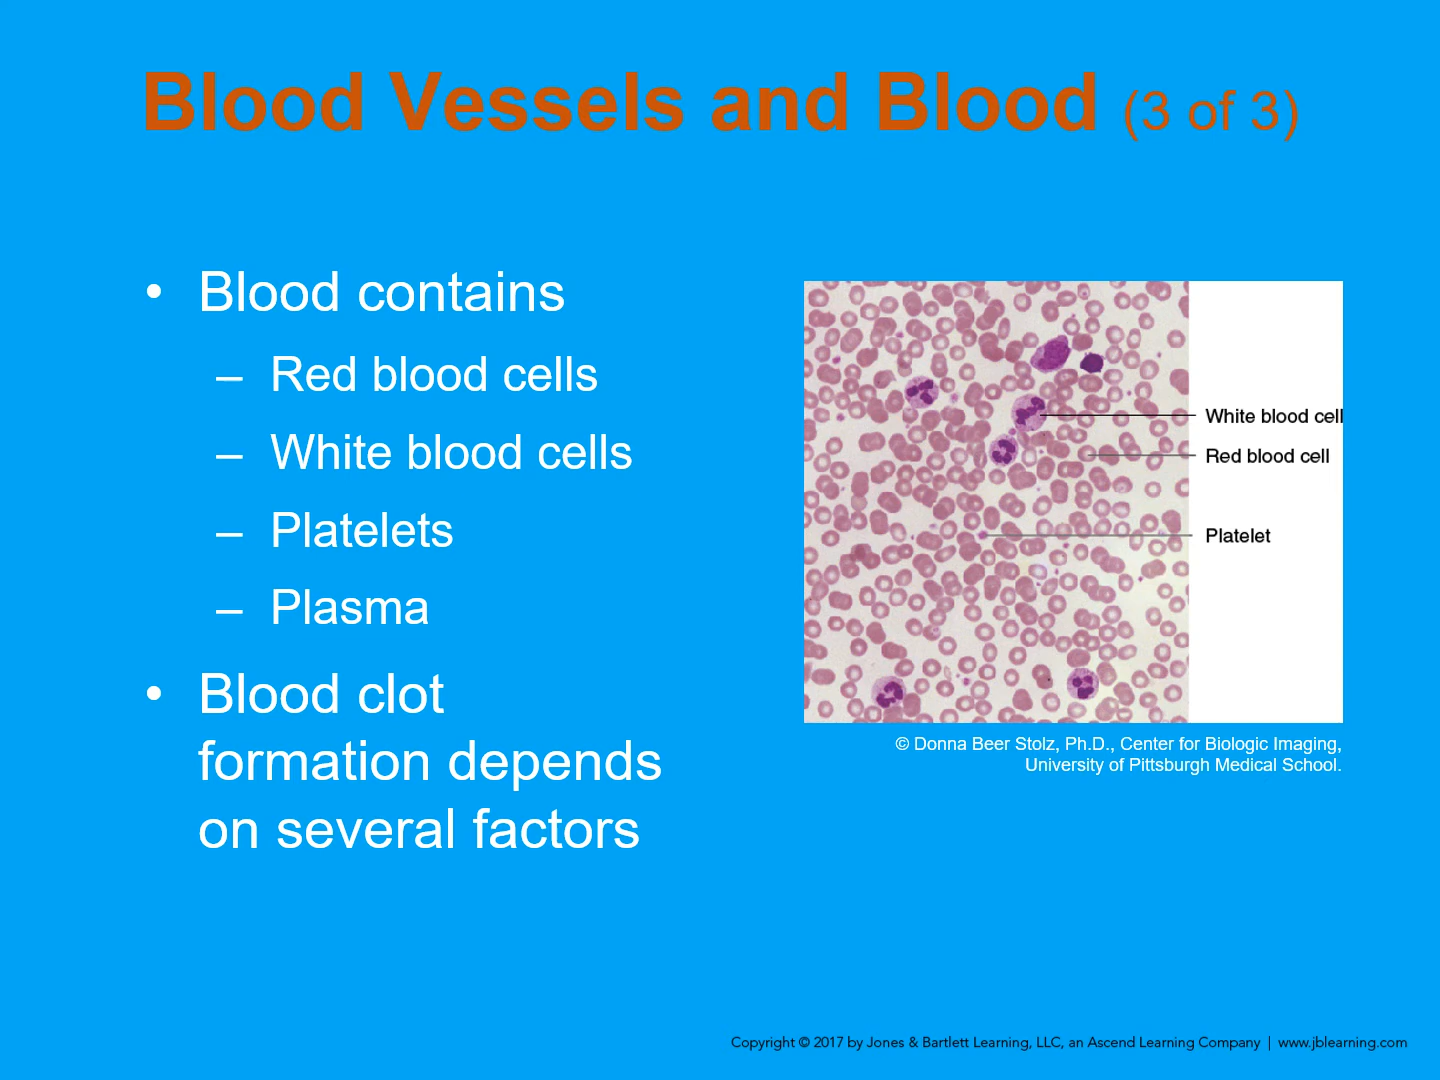 Blood Vessels and Blood (3 of 3)
• Blood contains
– Red blood cells
– White blood cells
– Platelets
– Plasma
• Blood clot
formation depends
on several factors
White blood cell
Red blood cell
Platelet
© Donna Beer Stolz, Ph.D., Center for Biologic Imaging,
University of Pittsburgh Medical School.
Copyright © 2017 by Jones & Bartlett Learning, LLC, an Ascend Learning Company | www.jblearning.com